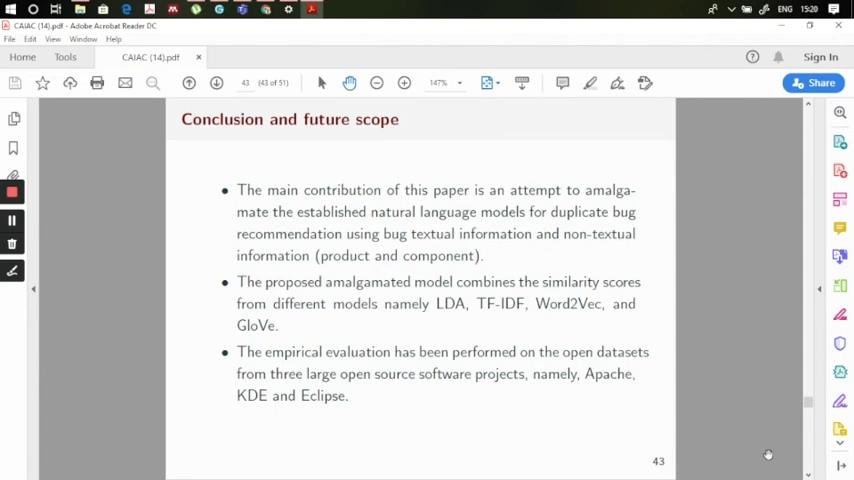 ENG 15:20
CAIAC (14).pdf - Adobe Acrobat Reader DC
File Edit View Window Help
Home Tools CAIAC (14).pdf × Sign In
43 (43 of 51) 147% Share
Conclusion and future scope
• The main contribution of this paper is an attempt to amalga-
mate the established natural language models for duplicate bug
recommendation using bug textual information and non-textual
information (product and component).
• The proposed amalgamated model combines the similarity scores
from different models namely LDA, TF-IDF, Word2Vec, and
GloVe.
• The empirical evaluation has been performed on the open datasets
from three large open source software projects, namely, Apache,
KDE and Eclipse.
43